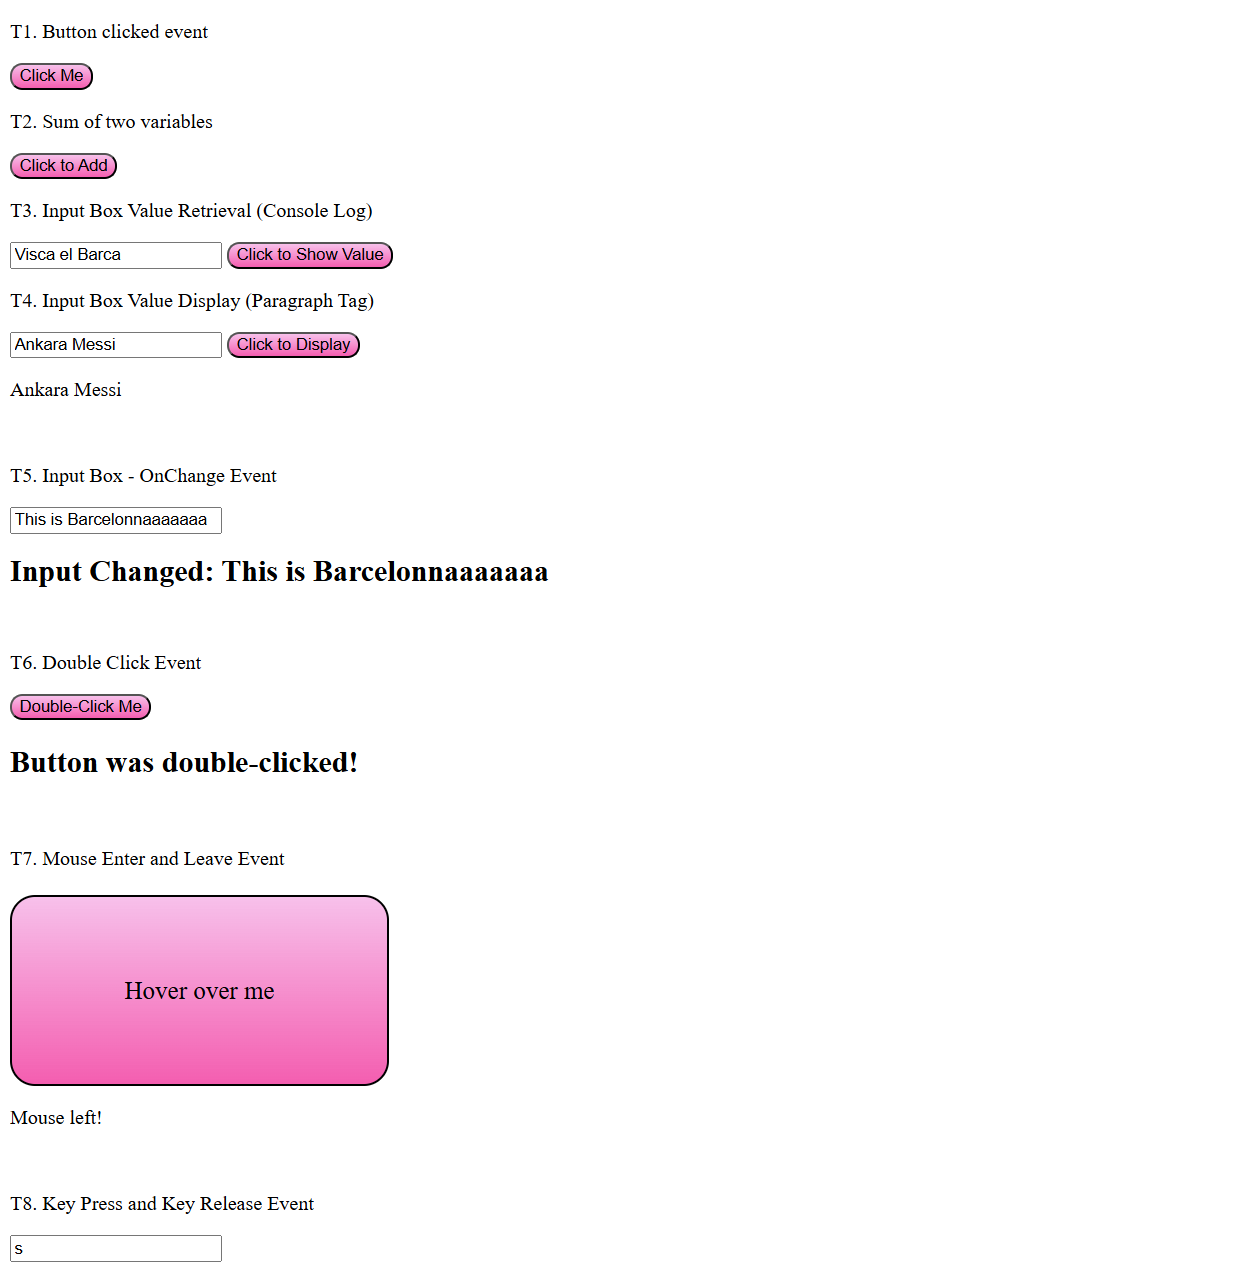 T1. Button clicked event
Click Me
T2. Sum of two variables
Click to Add
T3. Input Box Value Retrieval (Console Log)
Visca el Barca Click to Show Value
T4. Input Box Value Display (Paragraph Tag)
Ankara Messi Click to Display
Ankara Messi
T5. Input Box - OnChange Event
This is Barcelonnaaaaaaa
Input Changed: This is Barcelonnaaaaaaa
T6. Double Click Event
Double-Click Me
Button was double-clicked!
T7. Mouse Enter and Leave Event
Hover over me
Mouse left!
T8. Key Press and Key Release Event
s